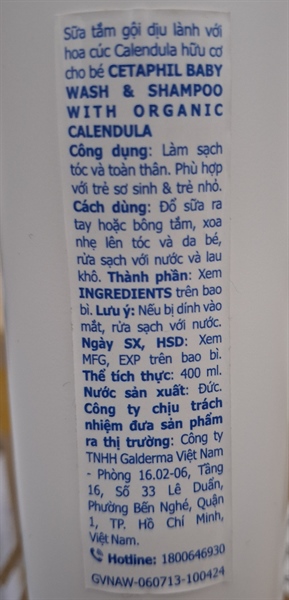 Sữa tắm gội dịu lành với
hoa cúc Calendula hữu cơ
cho bé CETAPHIL BABY
WASH & SHAMPOO
WITH ORGANIC
CALENDULA
Công dụng: Làm sạch
tóc và toàn thân. Phù hợp
với trẻ sơ sinh & trẻ nhỏ.
Cách dùng: Đổ sữa ra
tay hoặc bông tắm, xoa
nhẹ lên tóc và da bé,
rửa sạch với nước và lau
khô. Thành phần: Xem
INGREDIENTS trên bao
bì. Lưu ý: Nếu bị dính vào
mắt, rửa sạch với nước.
Ngày SX, HSD: Xem
MFG, EXP trên bao bì.
Thể tích thực: 400 ml.
Nước sản xuất: Đức.
Công ty chịu trách
nhiệm đưa sản phẩm
ra thị trường: Công ty
TNHH Galderma Việt Nam
- Phòng 16.02-06, Tầng
16, Số 33 Lê Duẩn,
Phường Bến Nghé, Quận
1, TP. Hồ Chí Minh,
Việt Nam.
Hotline: 1800646930
GVNAW-060713-100424